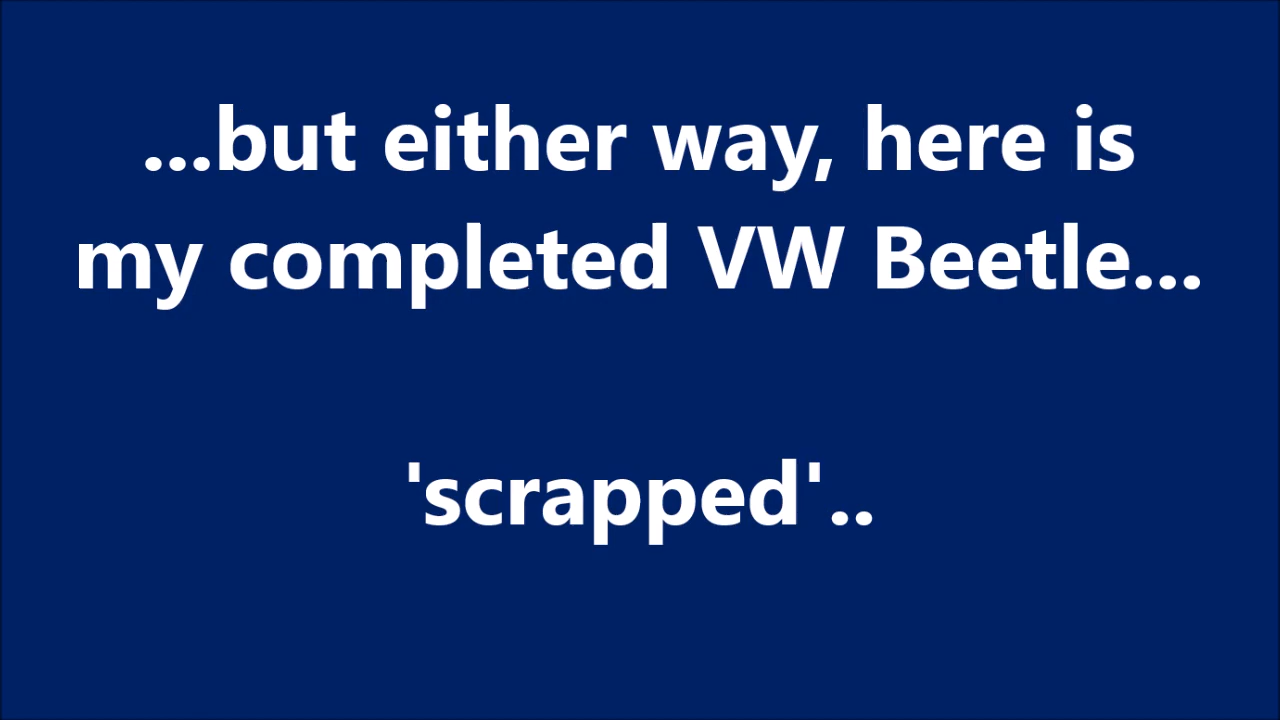 ...but either way, here is
my completed VW Beetle...
'scrapped'..